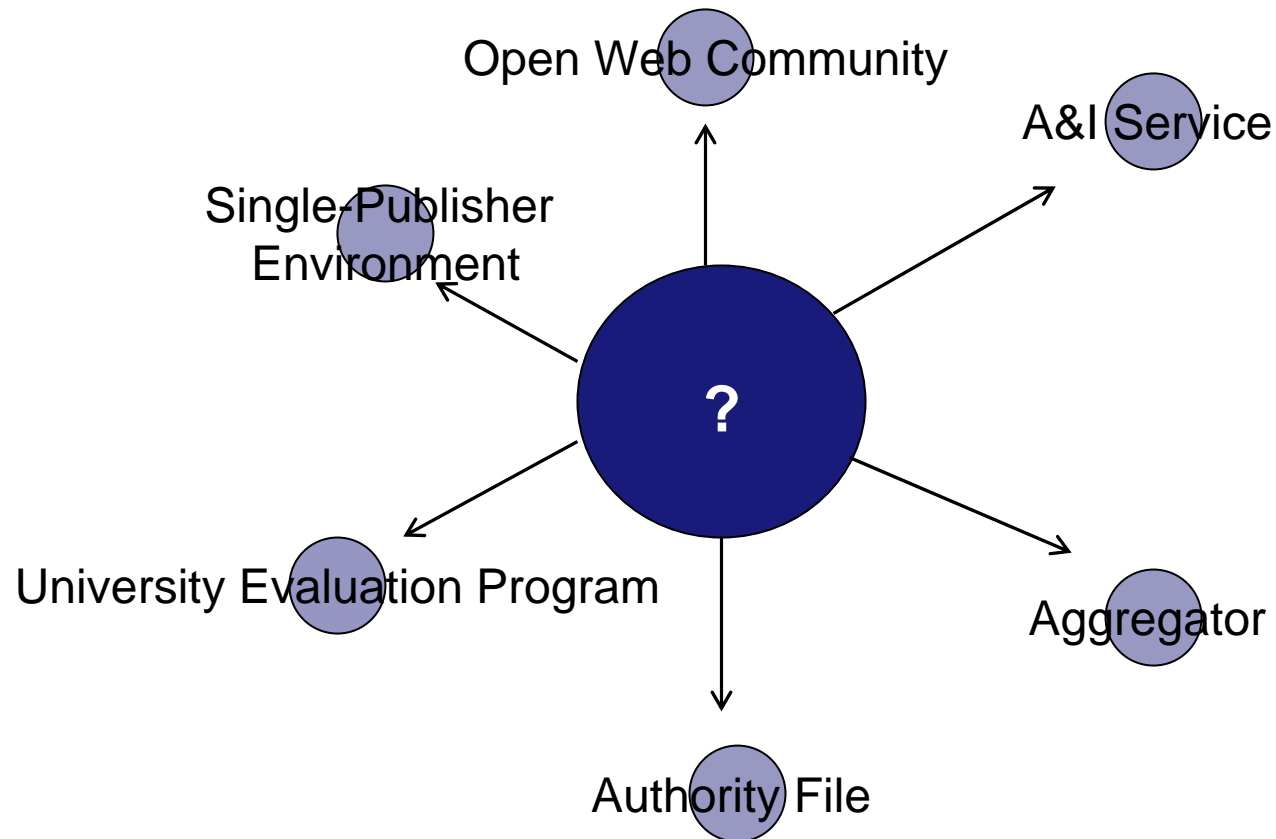 Open Web Community
A&I Service
Single-Publisher
Environment
?
University Evaluation Program
Aggregator
Authority File